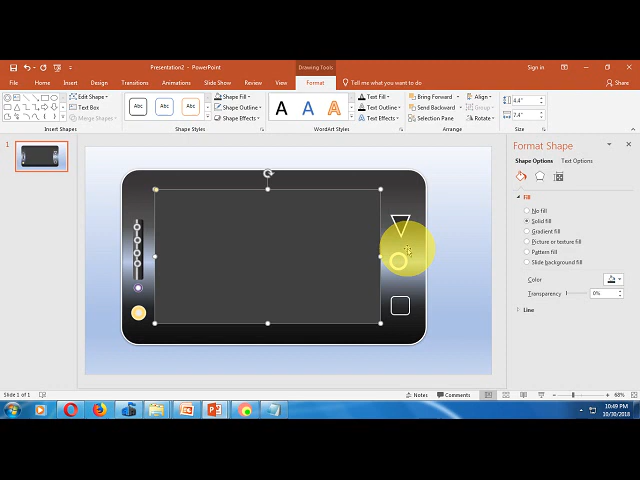 Presentation2 - PowerPoint
Drawing Tools
Sign in
File Home Insert Design Transitions Animations Slide Show Review View Format Tell me what you want to do
Share
Edit Shape
Text Box
Merge Shapes
Insert Shapes
Abc Abc Abc
Shape Fill
Shape Outline
Shape Effects
Shape Styles
A A A
Text Fill
Text Outline
Text Effects
WordArt Styles
Bring Forward
Send Backward
Selection Pane
Align
Group
Rotate
Arrange
4.4"
7.4"
Size
1
Format Shape
Shape Options Text Options
Fill
No fill
Solid fill
Gradient fill
Picture or texture fill
Pattern fill
Slide background fill
Color
Transparency 0%
Line
Slide 1 of 1
Notes Comments 68%
10:49 PM
10/30/2018